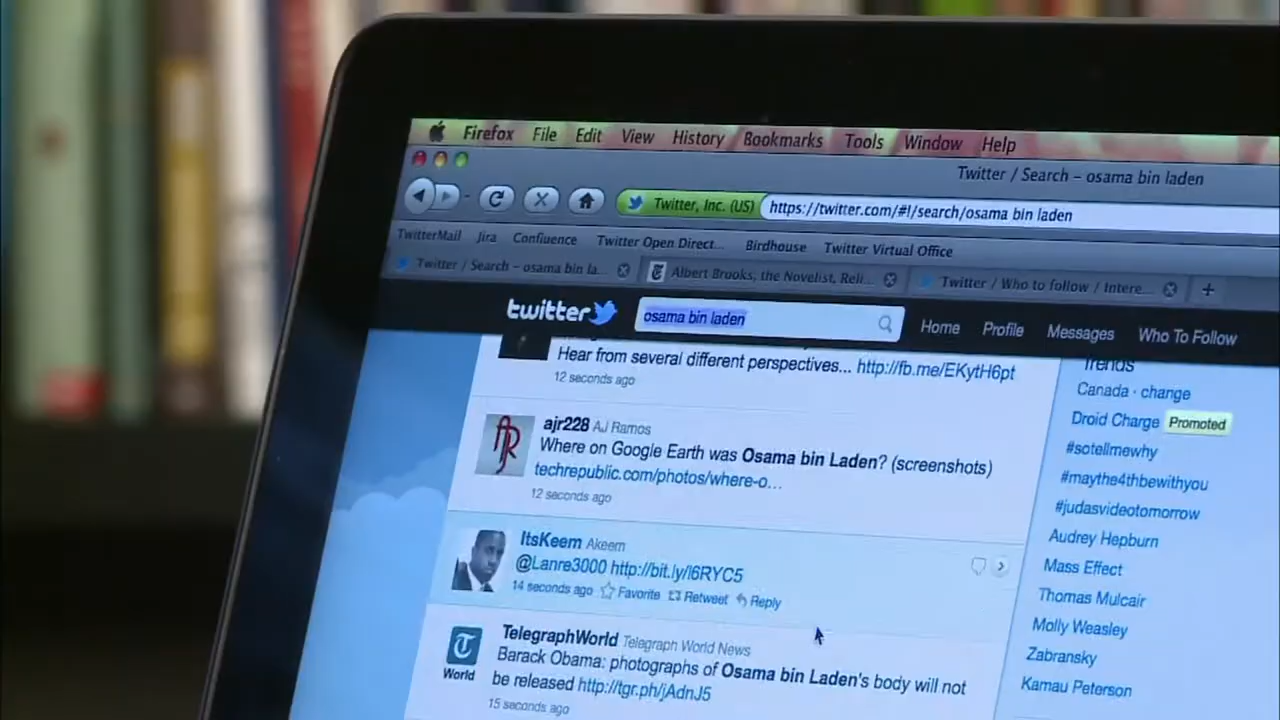 Firefox File Edit View History Bookmarks Tools Window Help
Twitter / Search – osama bin laden
Twitter, Inc. (US) https://twitter.com/#!/search/osama bin laden
TwitterMail Jira Confluence Twitter Open Direct... Birdhouse Twitter Virtual Office
Twitter / Search – osama bin la... Albert Brooks, the Novelist, Reli... Twitter / Who to follow / Intere...
twitter osama bin laden Home Profile Messages Who To Follow
Hear from several different perspectives... http://fb.me/EKytH6pt
12 seconds ago
ajr228 AJ Ramos
Where on Google Earth was Osama bin Laden? (screenshots)
techrepublic.com/photos/where-o...
12 seconds ago
ItsKeem Akeem
@Lanre3000 http://bit.ly/l6RYC5
14 seconds ago Favorite Retweet Reply
World
TelegraphWorld Telegraph World News
Barack Obama: photographs of Osama bin Laden's body will not
be released http://tgr.ph/jAdnJ5
15 seconds ago
Trends
Canada · change
Droid Charge Promoted
#sotellmewhy
#maythe4thbewithyou
#judasvideotomorrow
Audrey Hepburn
Mass Effect
Thomas Mulcair
Molly Weasley
Zabransky
Kamau Peterson